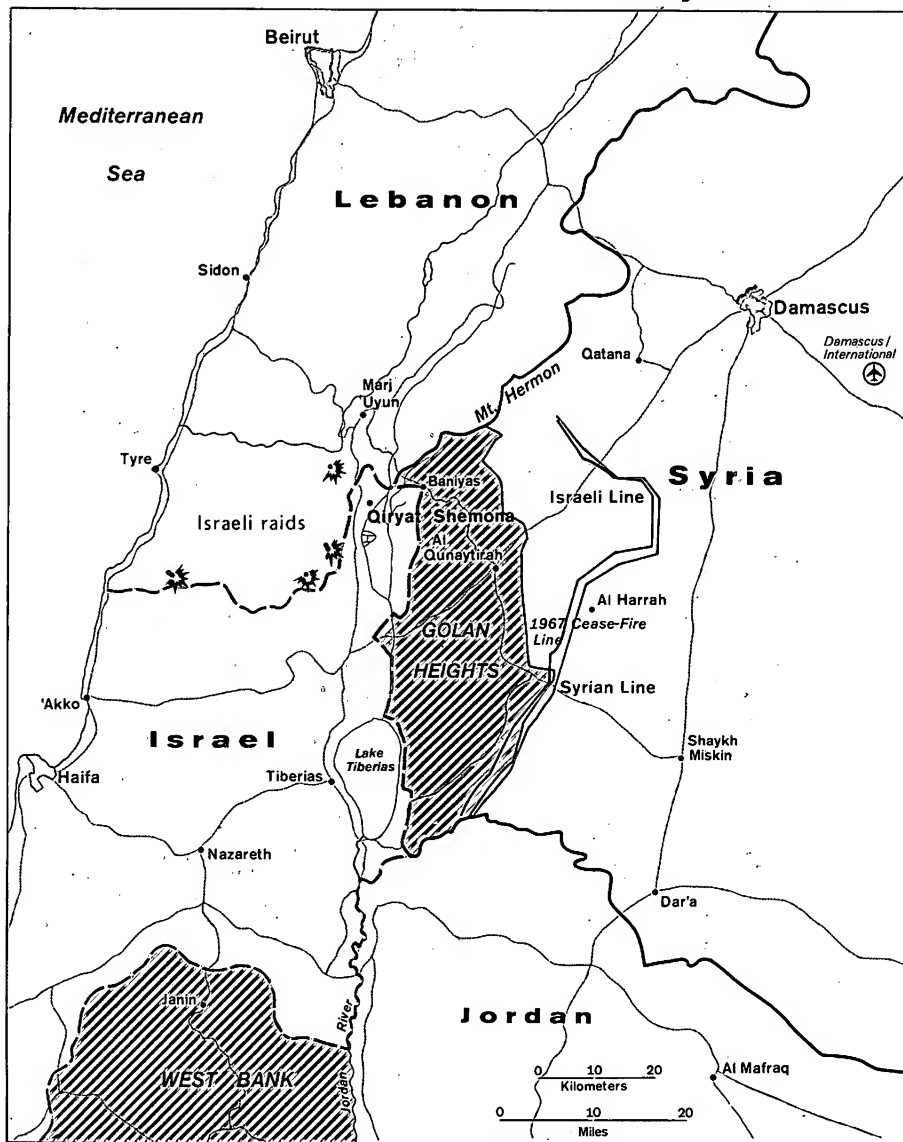 Beirut
Mediterranean
Sea
Lebanon
Sidon
Damascus
Damascus /
International
Qatana
Marj
Uyun
Mt. Hermon
Tyre
Syria
Baniyas
Israeli Line
Israeli raids
Qiryat Shemona
Al
Qunaytirah
Al Harrah
1967 Cease-Fire
Line
GOLAN
HEIGHTS
Syrian Line
'Akko
Israel
Lake
Tiberias
Shaykh
Miskin
Haifa
Tiberias
Nazareth
Dar'a
Janin
Jordan River
Jordan
WEST BANK
Al Mafraq
0 10 20
Kilometers
0 10 20
Miles